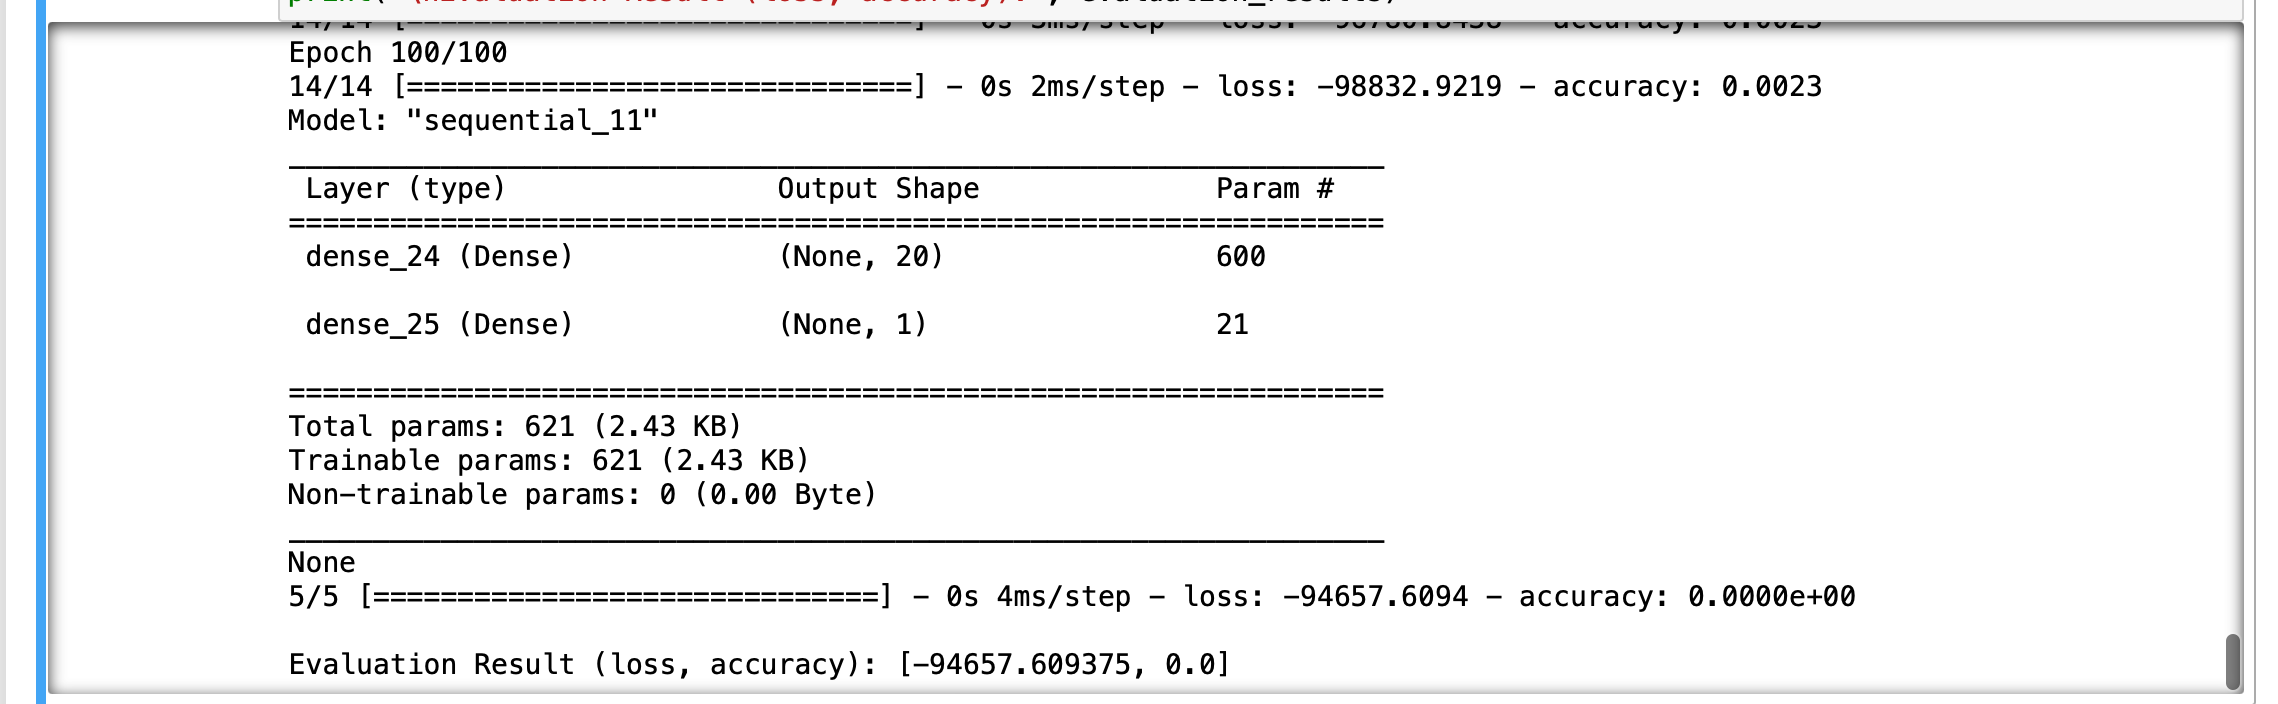 Epoch 100/100
14/14 [==============================] - 0s 2ms/step - loss: -98832.9219 - accuracy: 0.0023
Model: "sequential_11"
_________________________________________________________________
Layer (type) Output Shape Param #
=================================================================
dense_24 (Dense) (None, 20) 600
dense_25 (Dense) (None, 1) 21
=================================================================
Total params: 621 (2.43 KB)
Trainable params: 621 (2.43 KB)
Non-trainable params: 0 (0.00 Byte)
_________________________________________________________________
None
5/5 [==============================] - 0s 4ms/step - loss: -94657.6094 - accuracy: 0.0000e+00
Evaluation Result (loss, accuracy): [-94657.609375, 0.0]